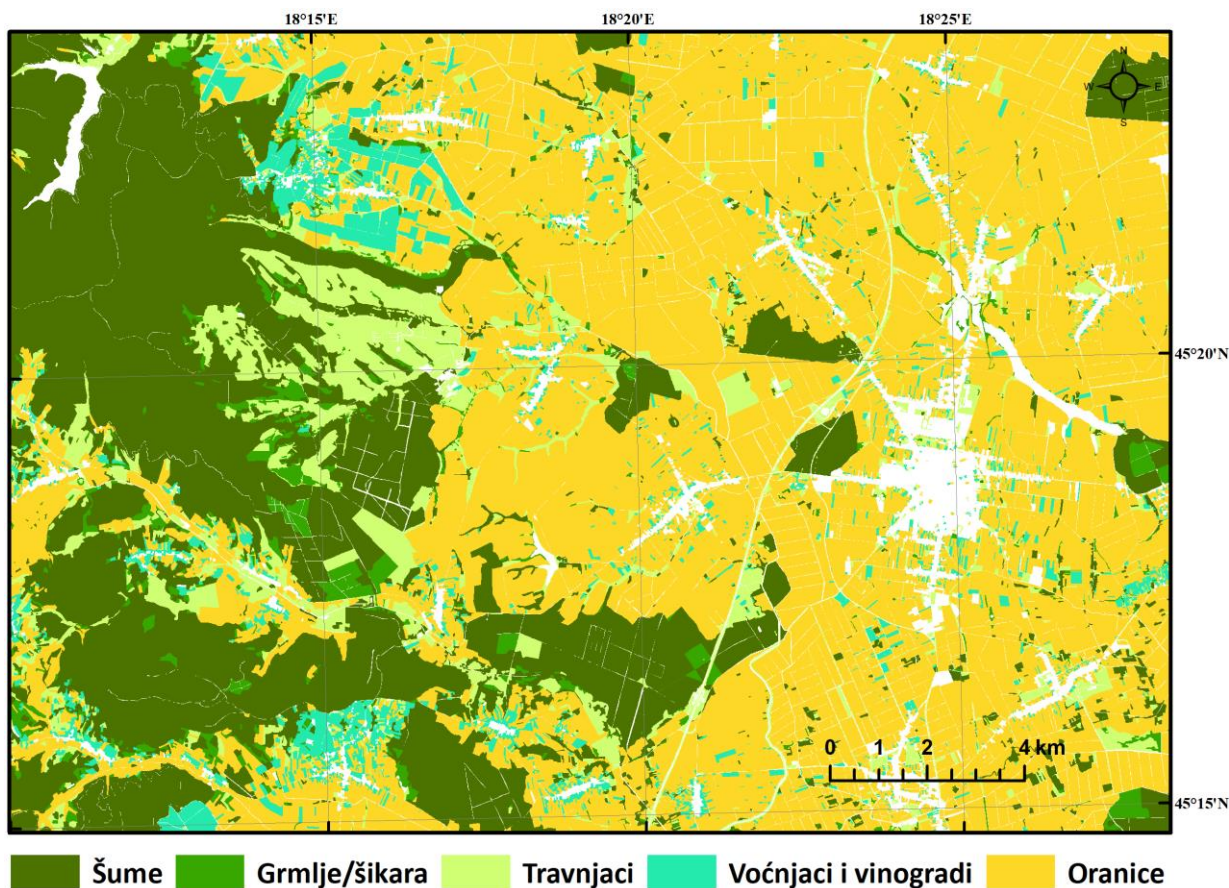 18°15'E 18°20'E 18°25'E
N
W E
S
45°20'N
0 1 2 4 km
45°15'N
Šume Grmlje/šikara Travnjaci Voćnjaci i vinogradi Oranice